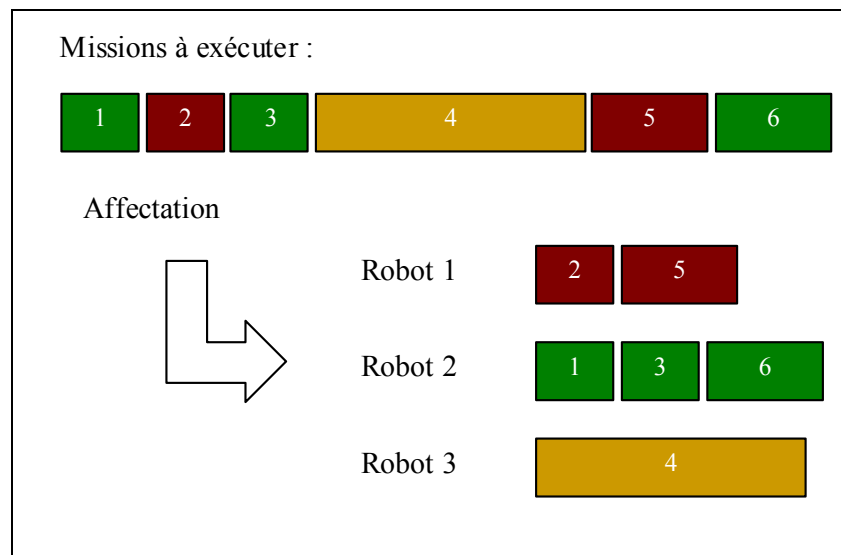 Missions à exécuter :
1 2 3 4 5 6
Affectation
Robot 1 2 5
Robot 2 1 3 6
Robot 3 4